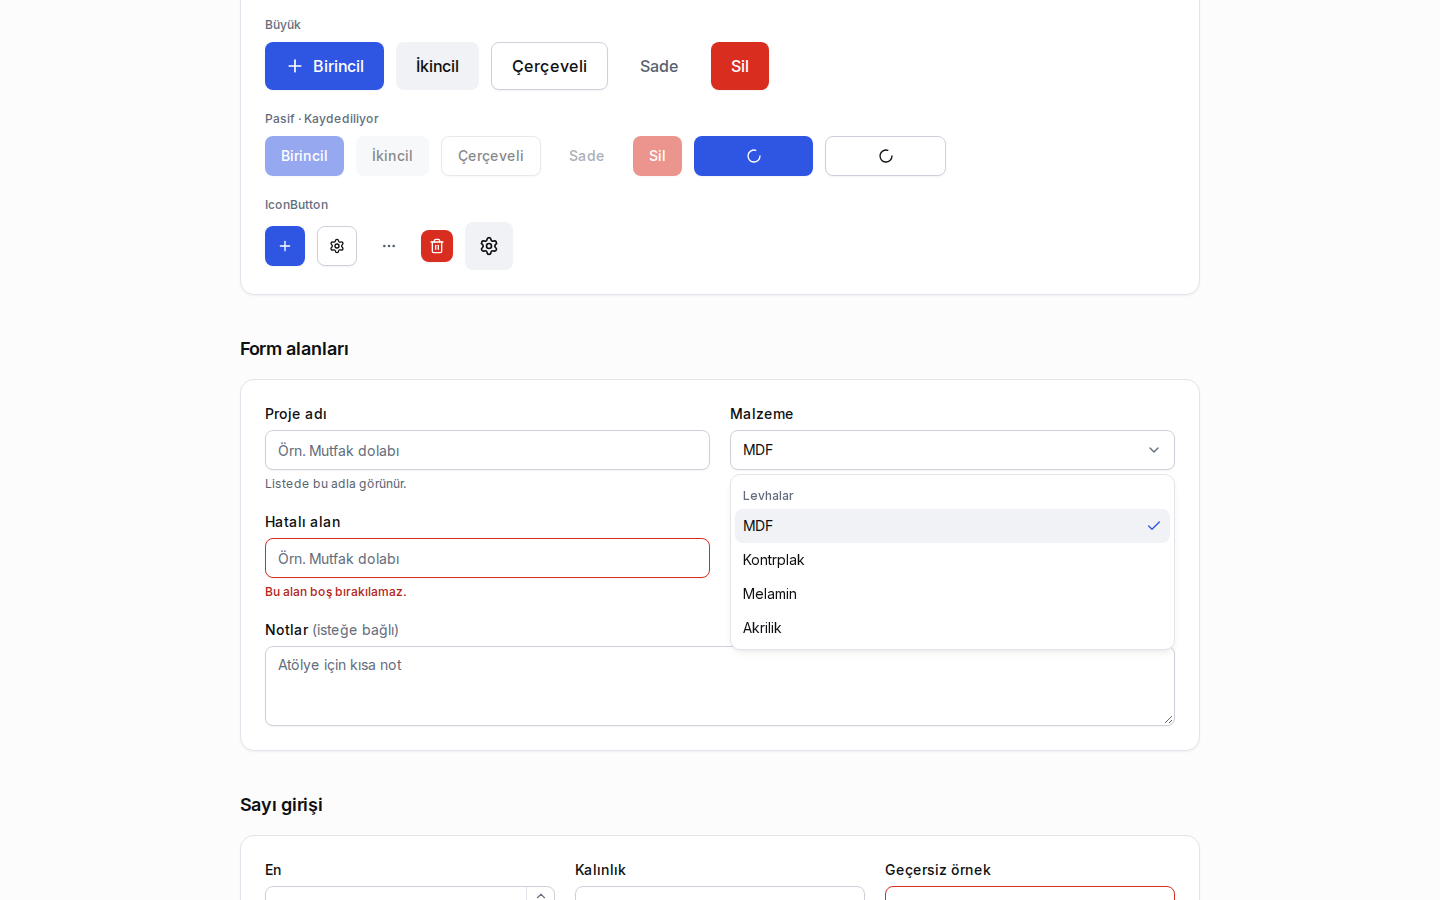 Büyük
Birincil İkincil Çerçeveli Sade Sil
Pasif · Kaydediliyor
Birincil İkincil Çerçeveli Sade Sil
IconButton
Form alanları
Proje adı
Örn. Mutfak dolabı
Listede bu adla görünür.
Hatalı alan
Örn. Mutfak dolabı
Bu alan boş bırakılamaz.
Malzeme
MDF
Levhalar
MDF
Kontrplak
Melamin
Akrilik
Notlar (isteğe bağlı)
Atölye için kısa not
Sayı girişi
En Kalınlık Geçersiz örnek